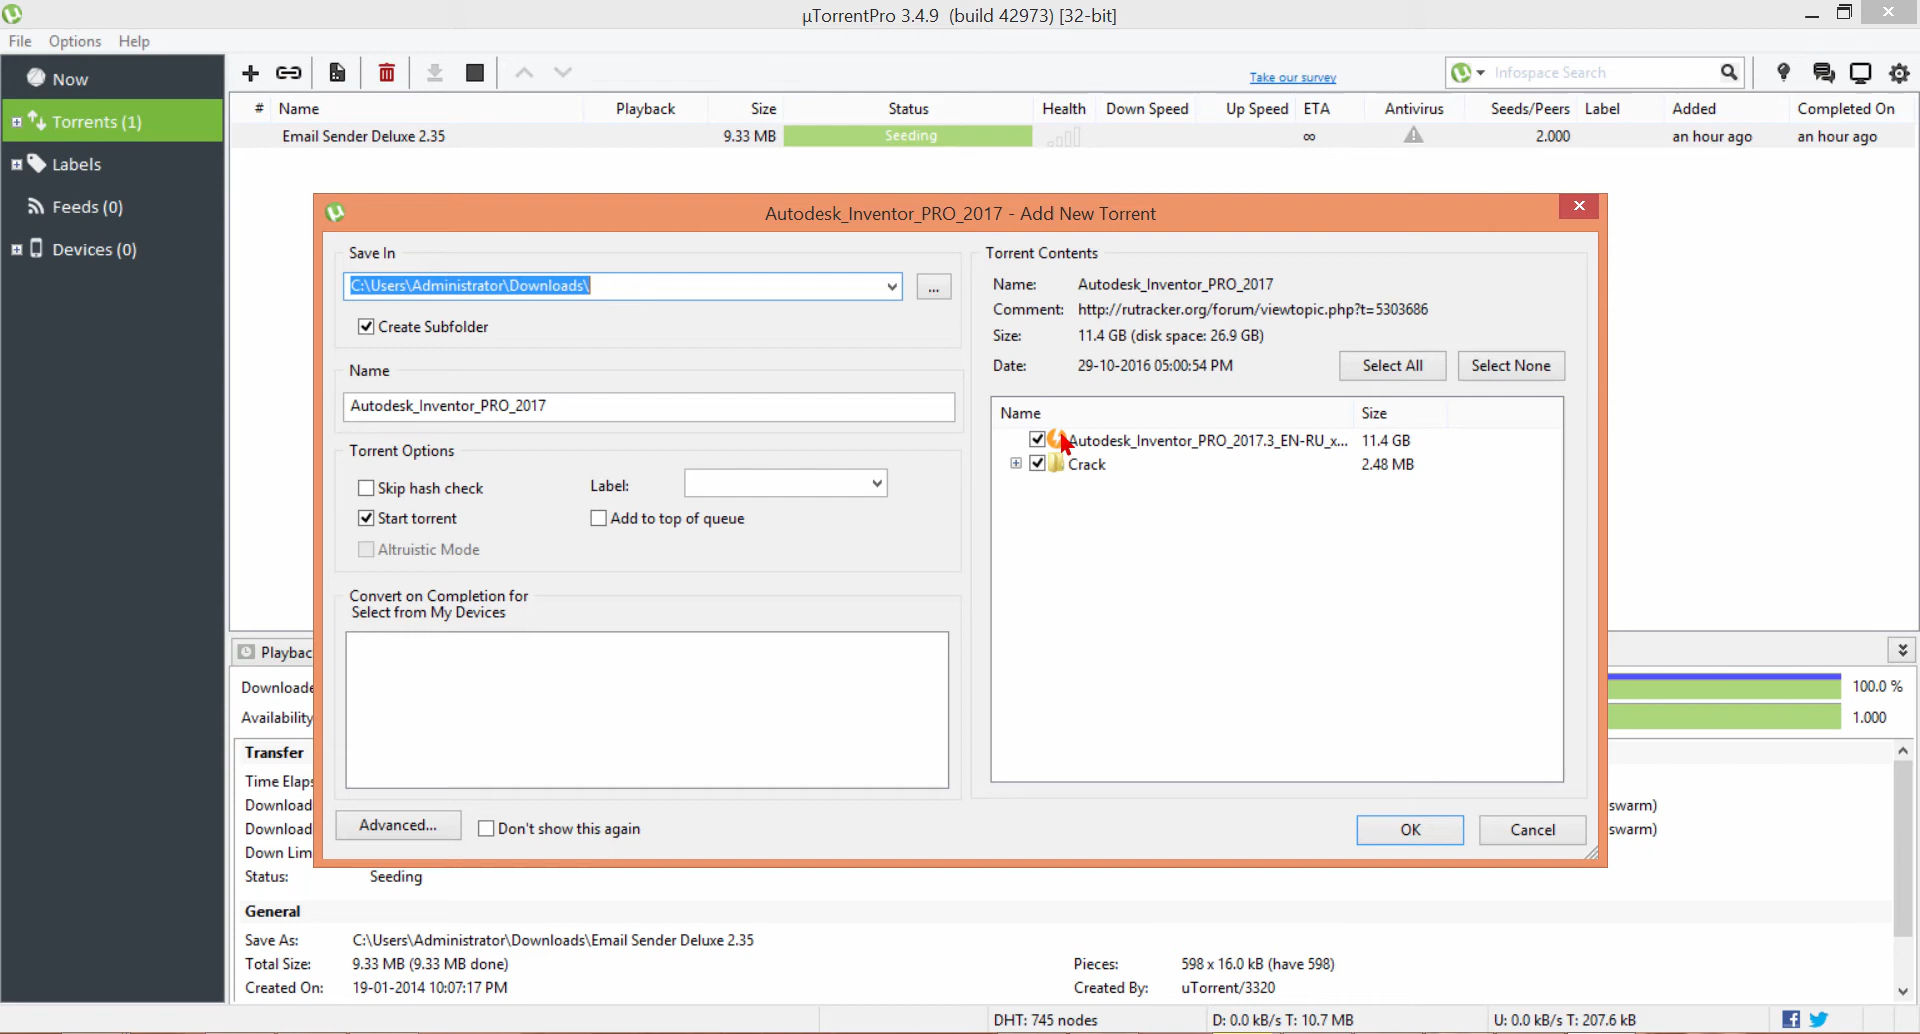 µTorrentPro 3.4.9 (build 42973) [32-bit]
File Options Help
Now
Torrents (1)
Labels
Feeds (0)
Devices (0)
Take our survey
Infospace Search
# Name Playback Size Status Health Down Speed Up Speed ETA Antivirus Seeds/Peers Label Added Completed On
Email Sender Deluxe 2.35 9.33 MB Seeding ∞ 2.000 an hour ago an hour ago
Autodesk_Inventor_PRO_2017 - Add New Torrent
Save In
C:\Users\Administrator\Downloads\
...
Create Subfolder
Name
Autodesk_Inventor_PRO_2017
Torrent Options
Skip hash check
Label:
Start torrent
Add to top of queue
Altruistic Mode
Convert on Completion for
Select from My Devices
Advanced...
Don't show this again
Torrent Contents
Name: Autodesk_Inventor_PRO_2017
Comment: http://rutracker.org/forum/viewtopic.php?t=5303686
Size: 11.4 GB (disk space: 26.9 GB)
Date: 29-10-2016 05:00:54 PM
Select All
Select None
Name Size
Autodesk_Inventor_PRO_2017.3_EN-RU_x... 11.4 GB
Crack 2.48 MB
OK
Cancel
Playbac
Downloade
100.0 %
Availability
1.000
Transfer
Time Elaps
Download
swarm)
Download
swarm)
Down Lim
Status: Seeding
General
Save As: C:\Users\Administrator\Downloads\Email Sender Deluxe 2.35
Total Size: 9.33 MB (9.33 MB done)
Pieces: 598 x 16.0 kB (have 598)
Created On: 19-01-2014 10:07:17 PM
Created By: uTorrent/3320
DHT: 745 nodes
D: 0.0 kB/s T: 10.7 MB
U: 0.0 kB/s T: 207.6 kB